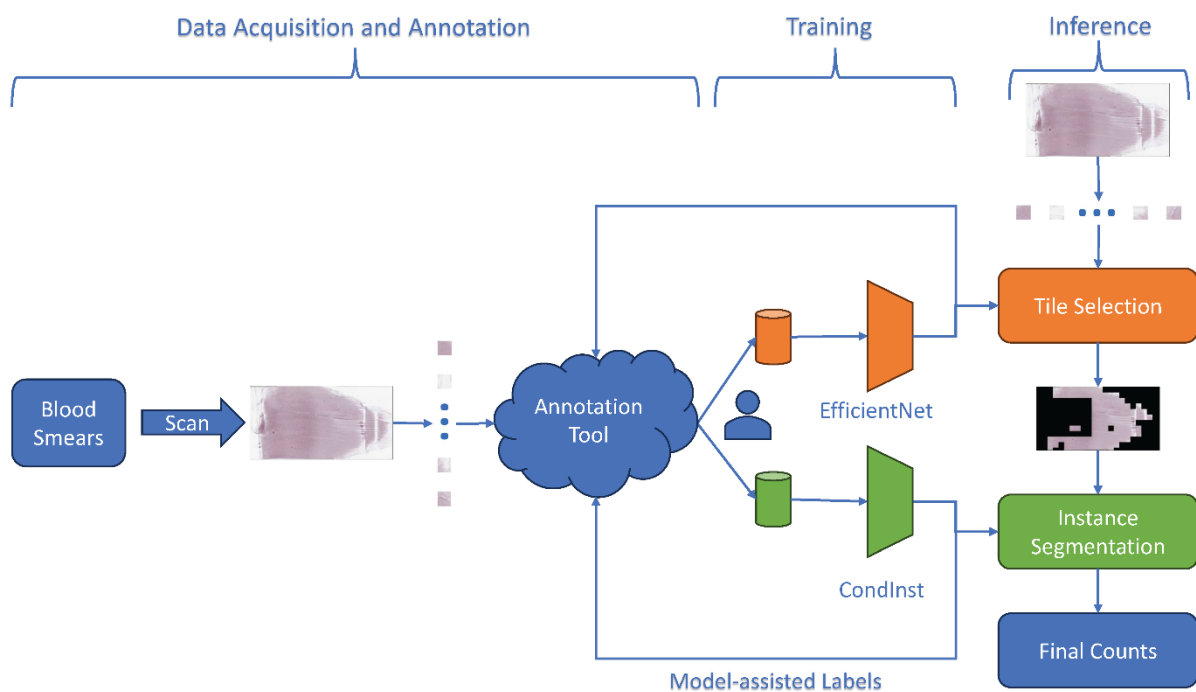 Data Acquisition and Annotation
Training
Inference
Tile Selection
Blood
Smears
Scan
Annotation
Tool
EfficientNet
Instance
Segmentation
CondInst
Final Counts
Model-assisted Labels